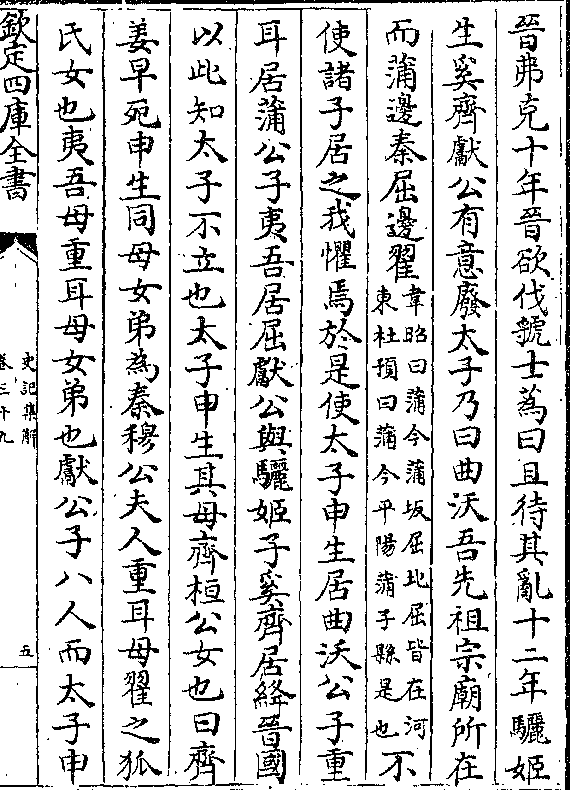 晉弗克十年晉欲伐虢士蒍曰且待其亂十二年驪姬
生奚齊獻公有意廢太子乃曰曲沃吾先祖宗廟所在
而蒲邊秦屈邊翟
韋昭曰蒲今蒲坂屈北屈皆在河
東杜預曰蒲今平陽蒲子縣是也
不
使諸子居之我懼焉於是使太子申生居曲沃公子重
耳居蒲公子夷吾居屈獻公與驪姬子奚齊居絳晉國
以此知太子不立也太子申生其母齊桓公女也曰齊
姜早死申生同母女弟為秦穆公夫人重耳母翟之狐
氏女也夷吾母重耳母女弟也獻公子八人而太子申
欽定四庫全書
史記集解
卷三十九
五